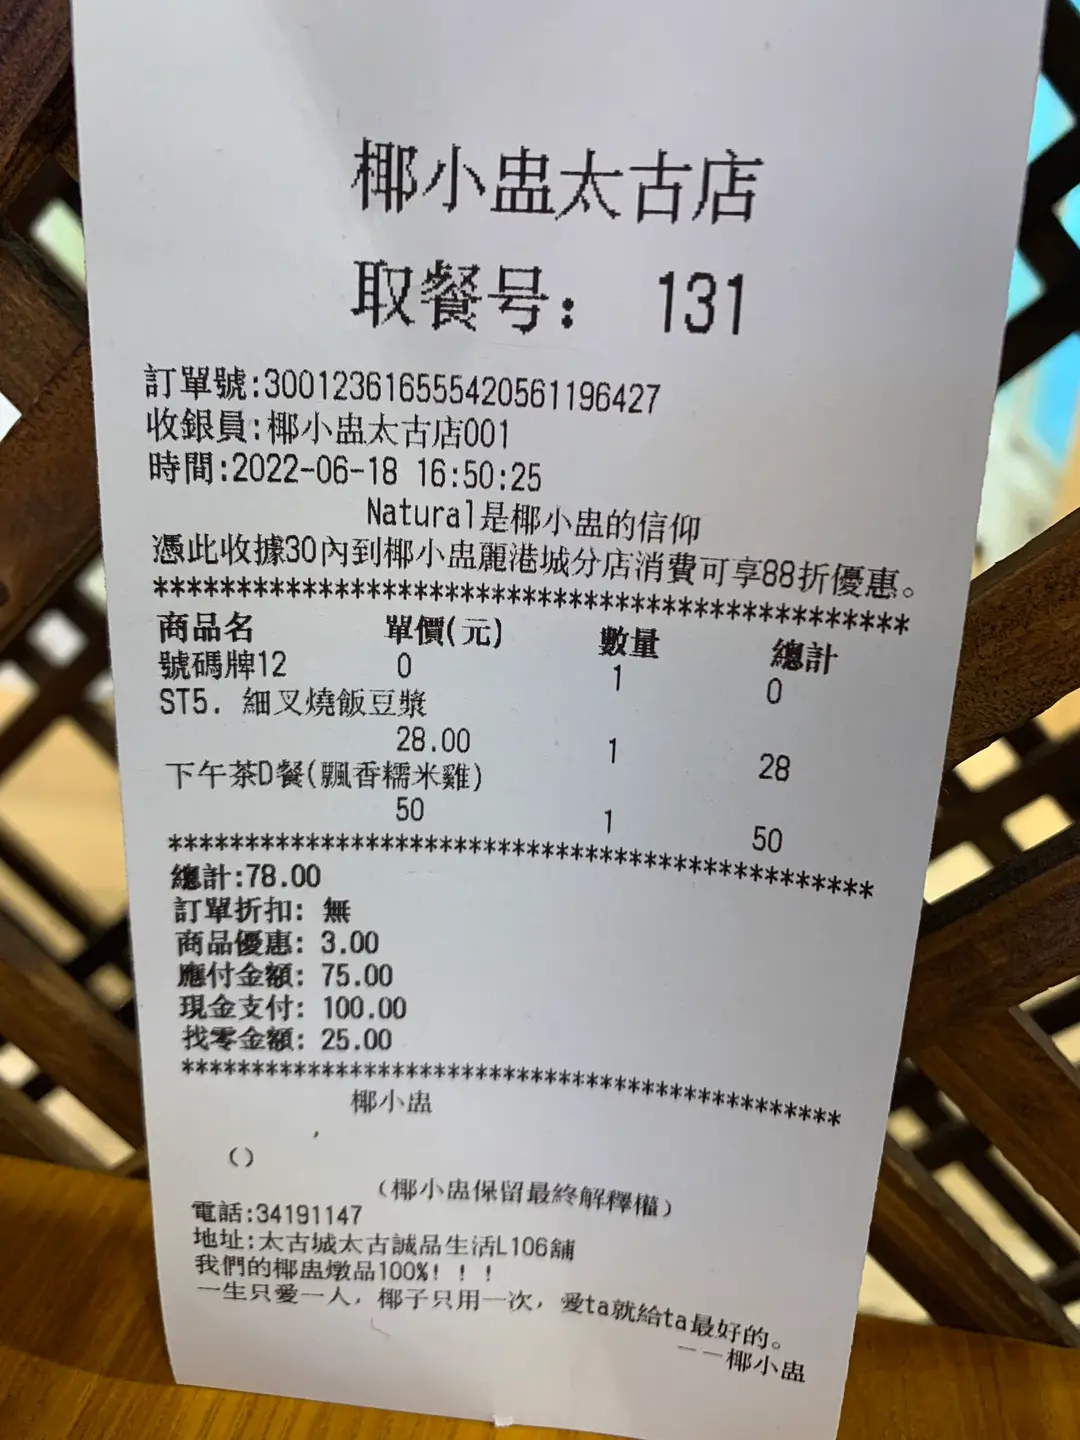 椰小盅太古店
取餐号： 131
訂單號:300123616555420561196427
收銀員:椰小盅太古店001
時間:2022-06-18 16:50:25
Natural是椰小盅的信仰
憑此收據30內到椰小盅麗港城分店消費可享88折優惠。
**************************************************
商品名 單價(元) 數量 總計
號碼牌12 0 1 0
ST5. 細叉燒飯豆漿
28.00 1 28
下午茶D餐(飄香糯米雞)
50 1 50
**************************************************
總計:78.00
訂單折扣: 無
商品優惠: 3.00
應付金額: 75.00
現金支付: 100.00
找零金額: 25.00
**************************************************
椰小盅
,
()
（椰小盅保留最終解釋權）
電話:34191147
地址:太古城太古誠品生活L106舖
我們的椰盅燉品100%！！！
一生只愛一人，椰子只用一次，愛ta就給ta最好的。
——椰小盅